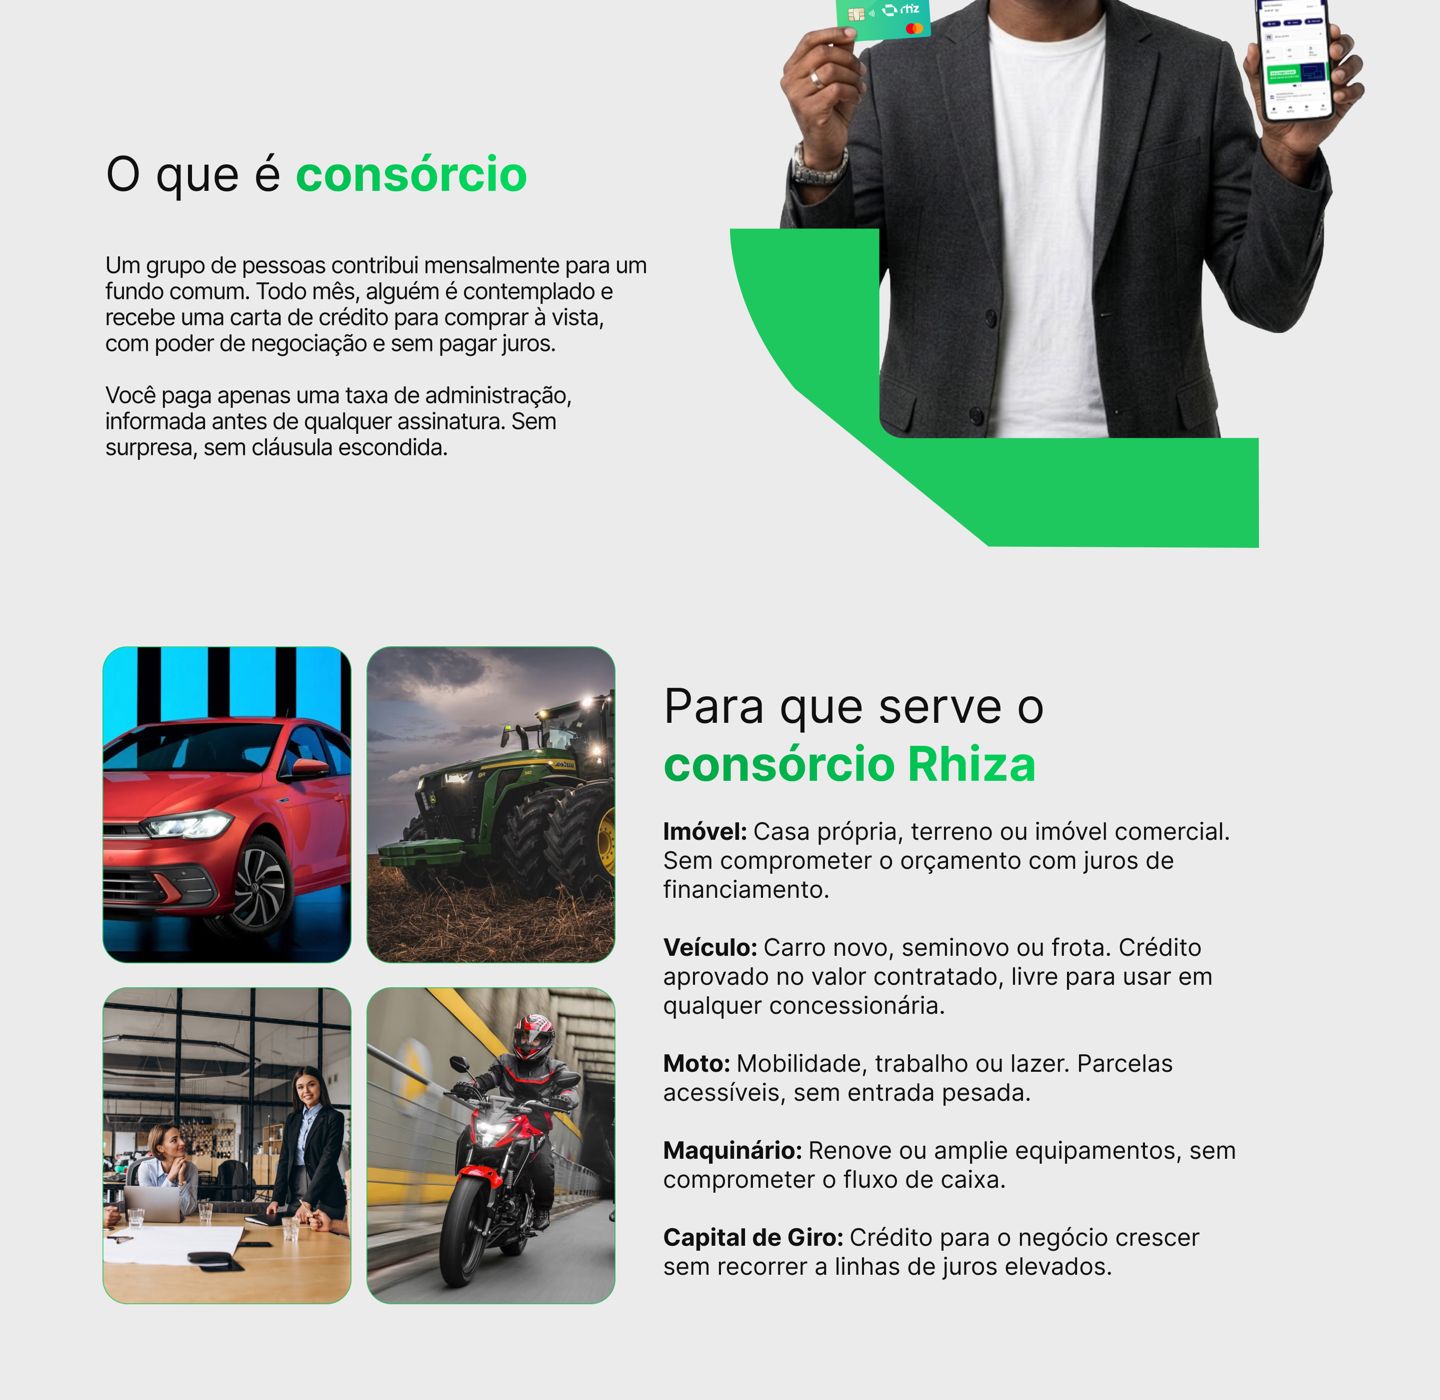 rhiz
O que é consórcio
Um grupo de pessoas contribui mensalmente para um
fundo comum. Todo mês, alguém é contemplado e
recebe uma carta de crédito para comprar à vista,
com poder de negociação e sem pagar juros.
Você paga apenas uma taxa de administração,
informada antes de qualquer assinatura. Sem
surpresa, sem cláusula escondida.
Para que serve o
consórcio Rhiza
Imóvel: Casa própria, terreno ou imóvel comercial.
Sem comprometer o orçamento com juros de
financiamento.
Veículo: Carro novo, seminovo ou frota. Crédito
aprovado no valor contratado, livre para usar em
qualquer concessionária.
Moto: Mobilidade, trabalho ou lazer. Parcelas
acessíveis, sem entrada pesada.
Maquinário: Renove ou amplie equipamentos, sem
comprometer o fluxo de caixa.
Capital de Giro: Crédito para o negócio crescer
sem recorrer a linhas de juros elevados.